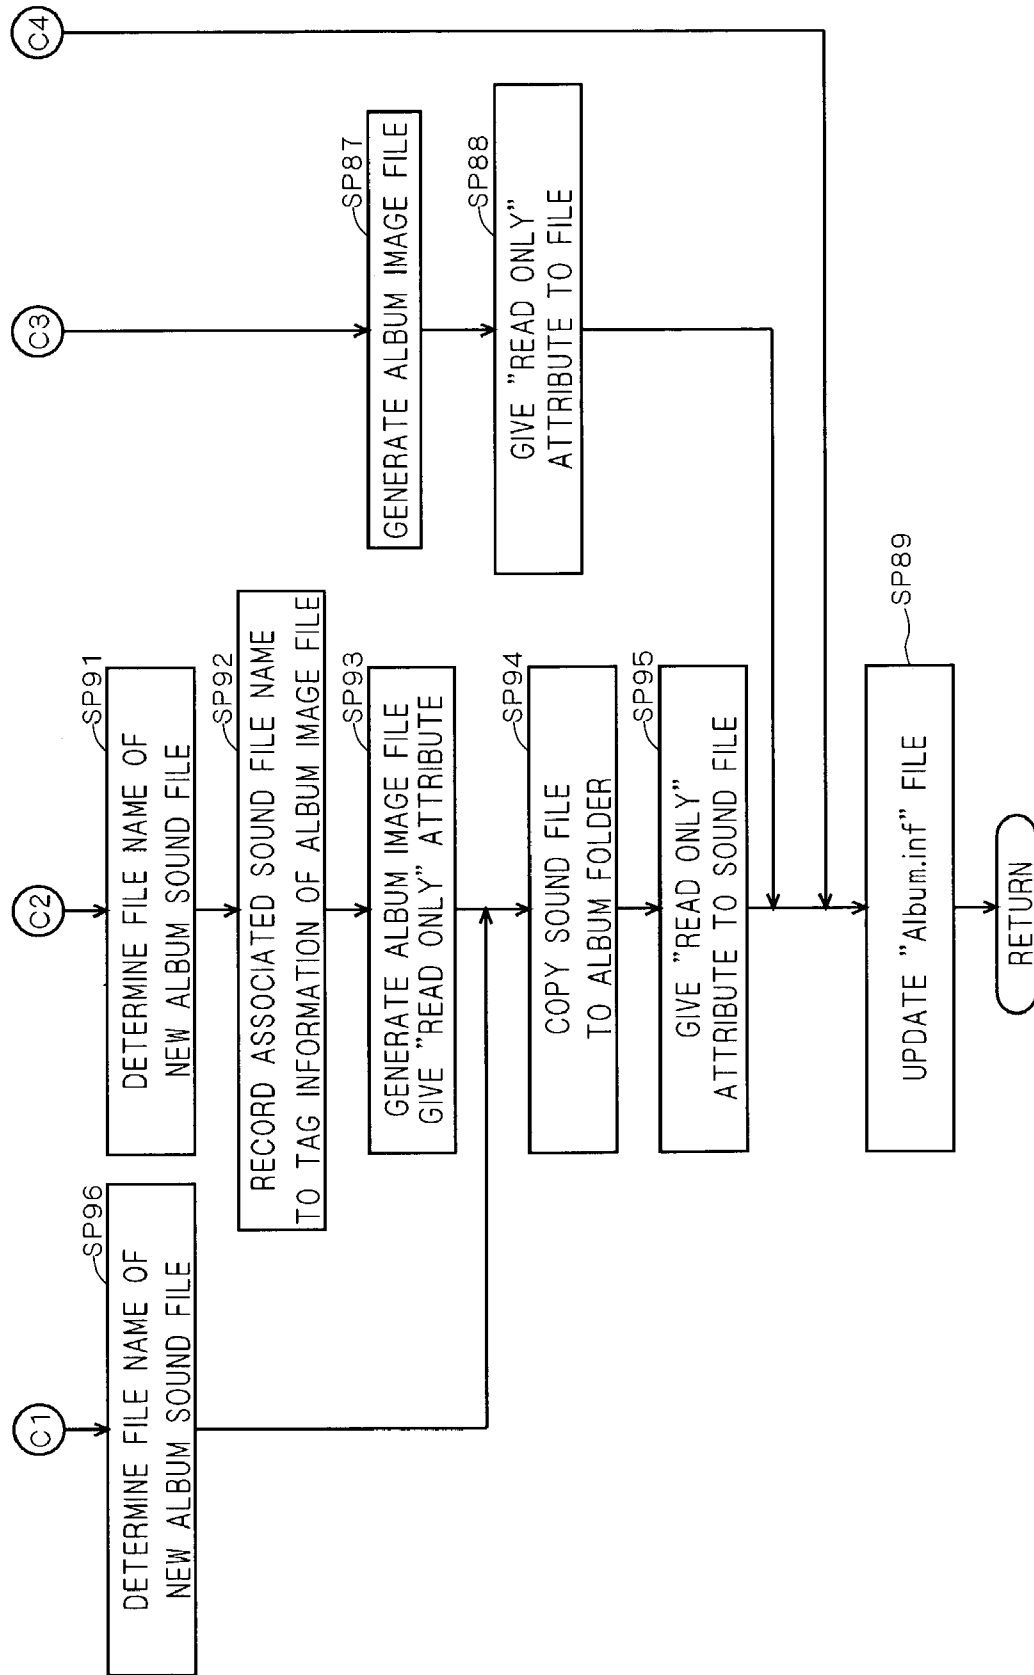 C1
C2
C3
C4
SP96
DETERMINE FILE NAME OF
NEW ALBUM SOUND FILE
SP91
DETERMINE FILE NAME OF
NEW ALBUM SOUND FILE
SP92
RECORD ASSOCIATED SOUND FILE NAME
TO TAG INFORMATION OF ALBUM IMAGE FILE
SP93
GENERATE ALBUM IMAGE FILE
GIVE "READ ONLY" ATTRIBUTE
SP94
COPY SOUND FILE
TO ALBUM FOLDER
SP95
GIVE "READ ONLY"
ATTRIBUTE TO SOUND FILE
SP87
GENERATE ALBUM IMAGE FILE
SP88
GIVE "READ ONLY"
ATTRIBUTE TO FILE
SP89
UPDATE "Album.inf" FILE
RETURN